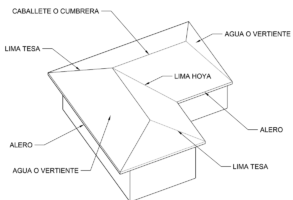 CABALLETE O CUMBRERA
AGUA O VERTIENTE
LIMA TESA
LIMA HOYA
ALERO
ALERO
AGUA O VERTIENTE
LIMA TESA